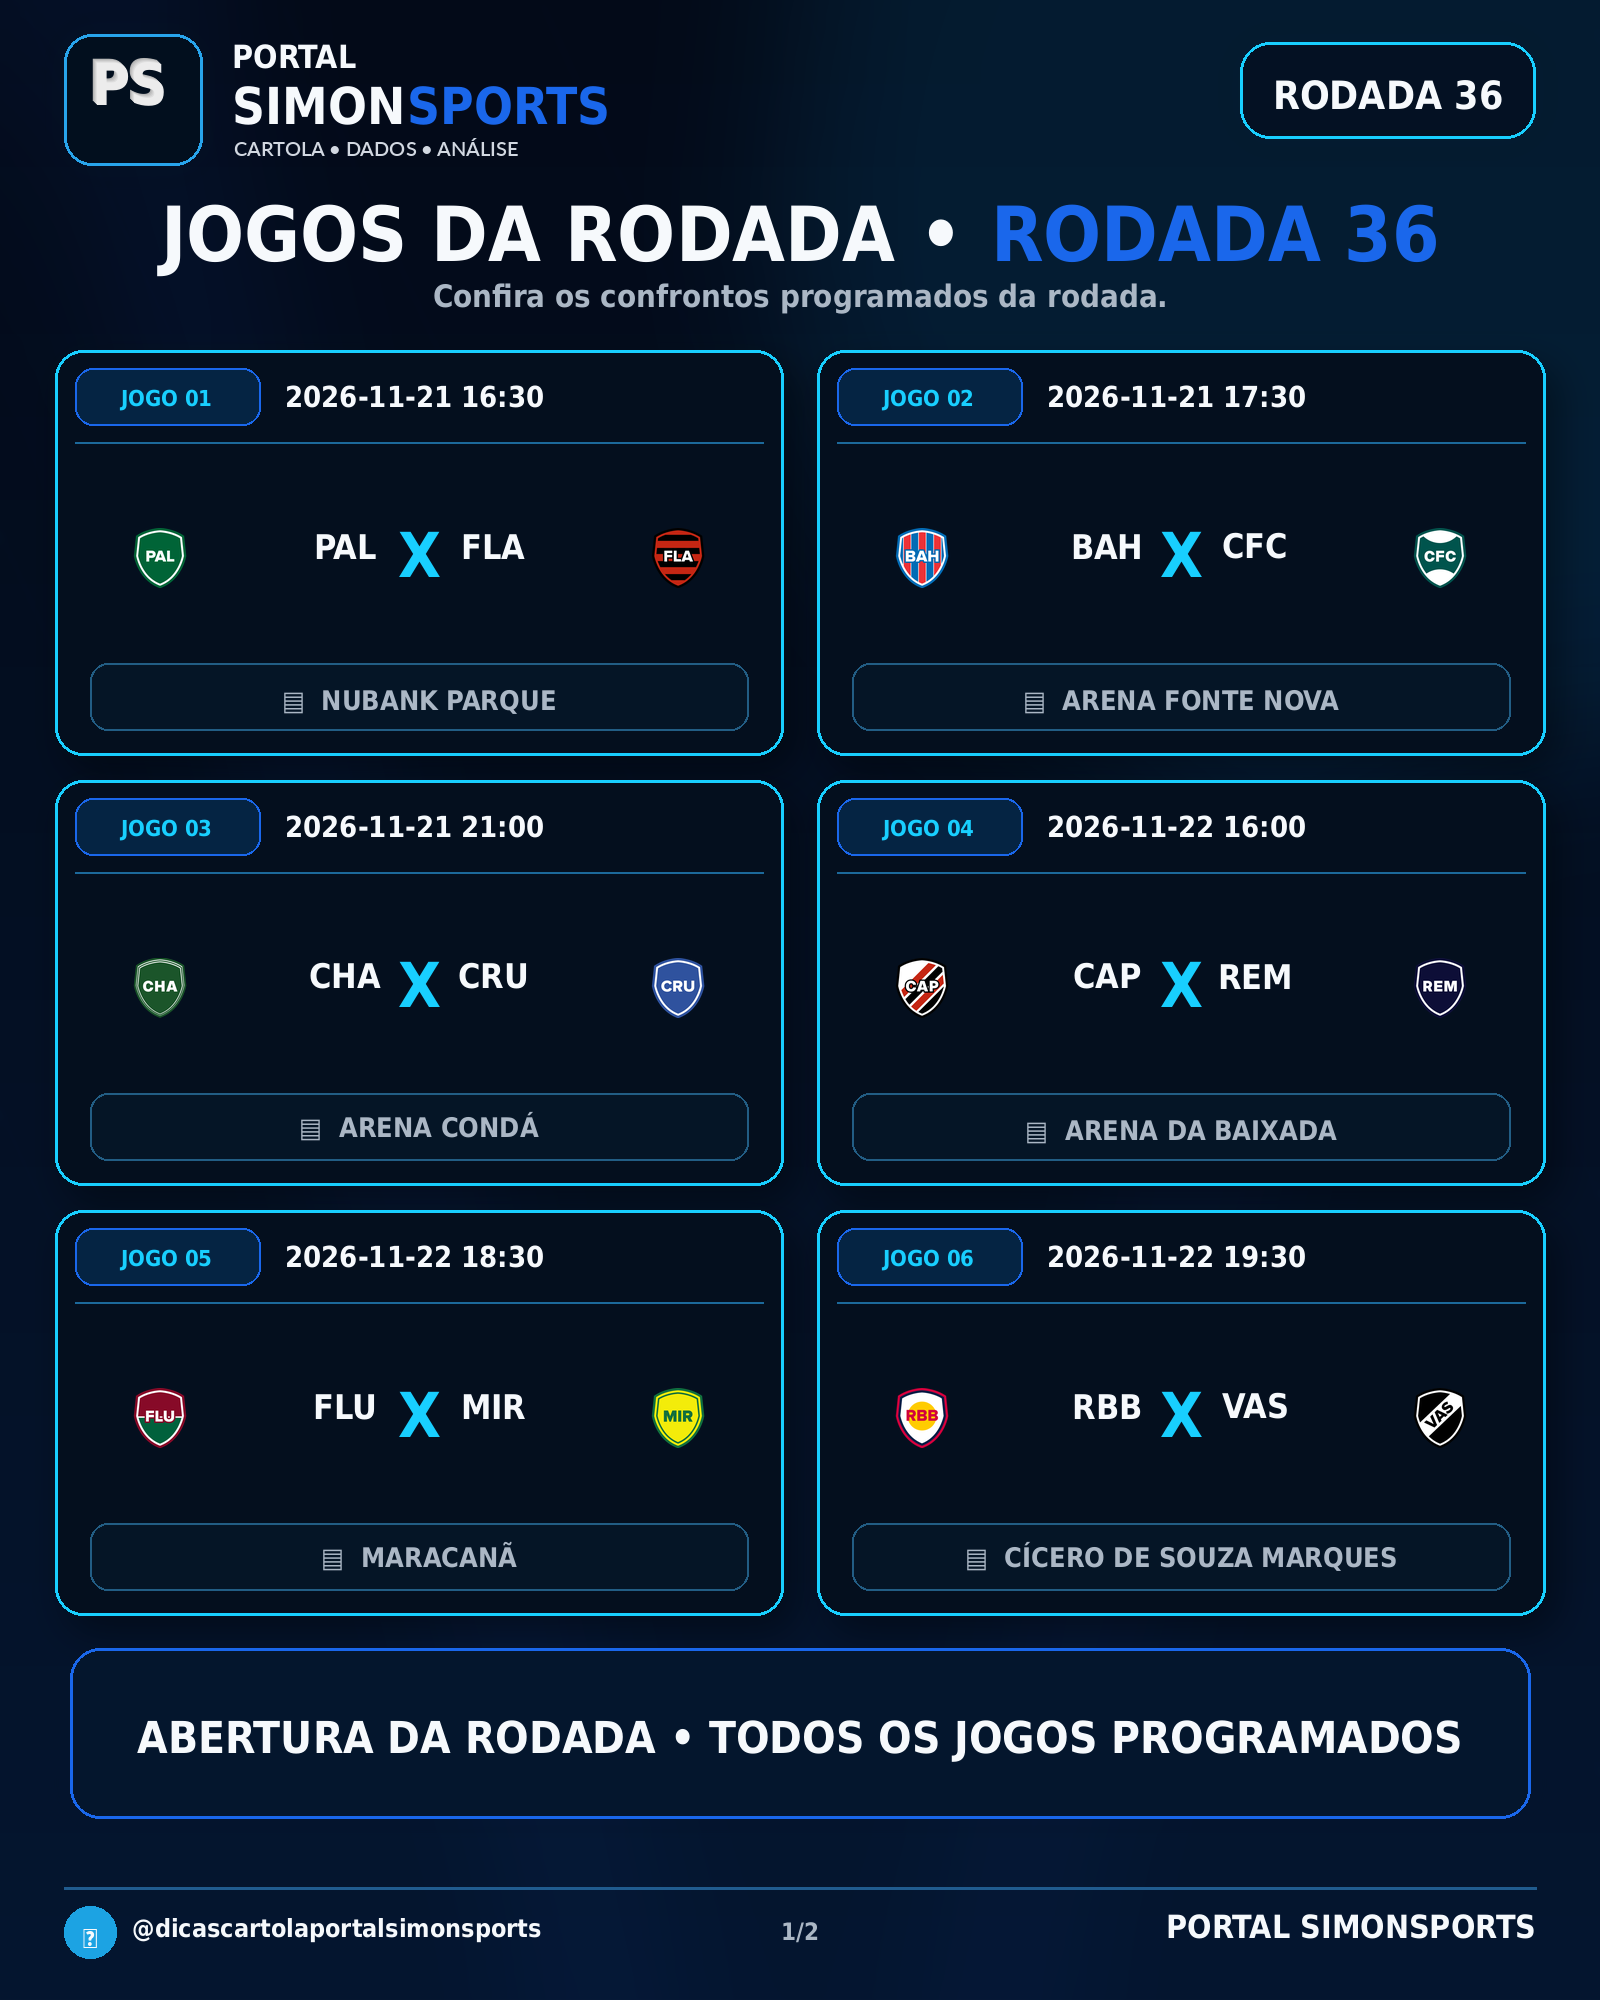 PS
PORTAL
SIMONSPORTS
CARTOLA • DADOS • ANÁLISE
RODADA 36
JOGOS DA RODADA • RODADA 36
Confira os confrontos programados da rodada.
JOGO 01 2026-11-21 16:30
PAL PAL X FLA FLA
▤ NUBANK PARQUE
JOGO 02 2026-11-21 17:30
BAH BAH X CFC CFC
▤ ARENA FONTE NOVA
JOGO 03 2026-11-21 21:00
CHA CHA X CRU CRU
▤ ARENA CONDÁ
JOGO 04 2026-11-22 16:00
CAP CAP X REM REM
▤ ARENA DA BAIXADA
JOGO 05 2026-11-22 18:30
FLU FLU X MIR MIR
▤ MARACANÃ
JOGO 06 2026-11-22 19:30
RBB RBB X VAS VAS
▤ CÍCERO DE SOUZA MARQUES
ABERTURA DA RODADA • TODOS OS JOGOS PROGRAMADOS
@dicascartolaportalsimonsports
1/2
PORTAL SIMONSPORTS